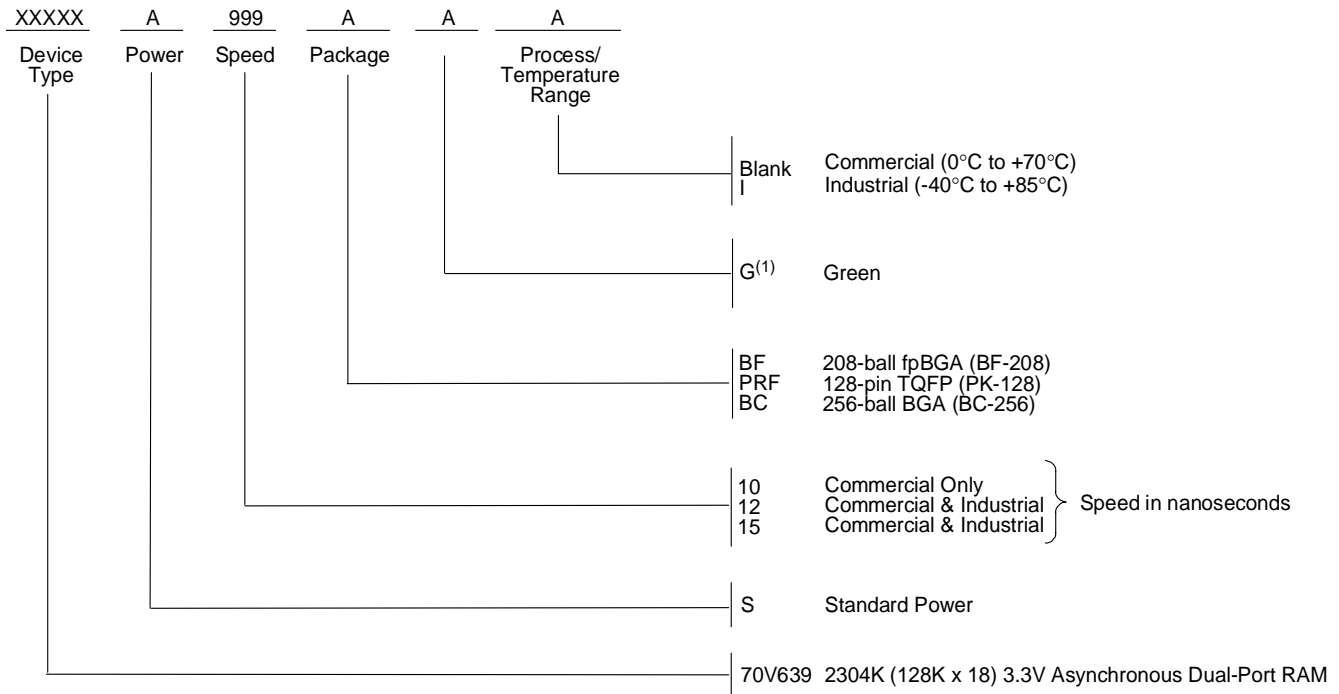 XXXXX A 999 A A A
Device Type Power Speed Package Process/ Temperature Range
Blank Commercial (0°C to +70°C)
I Industrial (-40°C to +85°C)
G(1) Green
BF 208-ball fpBGA (BF-208)
PRF 128-pin TQFP (PK-128)
BC 256-ball BGA (BC-256)
10 Commercial Only
12 Commercial & Industrial
15 Commercial & Industrial
Speed in nanoseconds
S Standard Power
70V639 2304K (128K x 18) 3.3V Asynchronous Dual-Port RAM